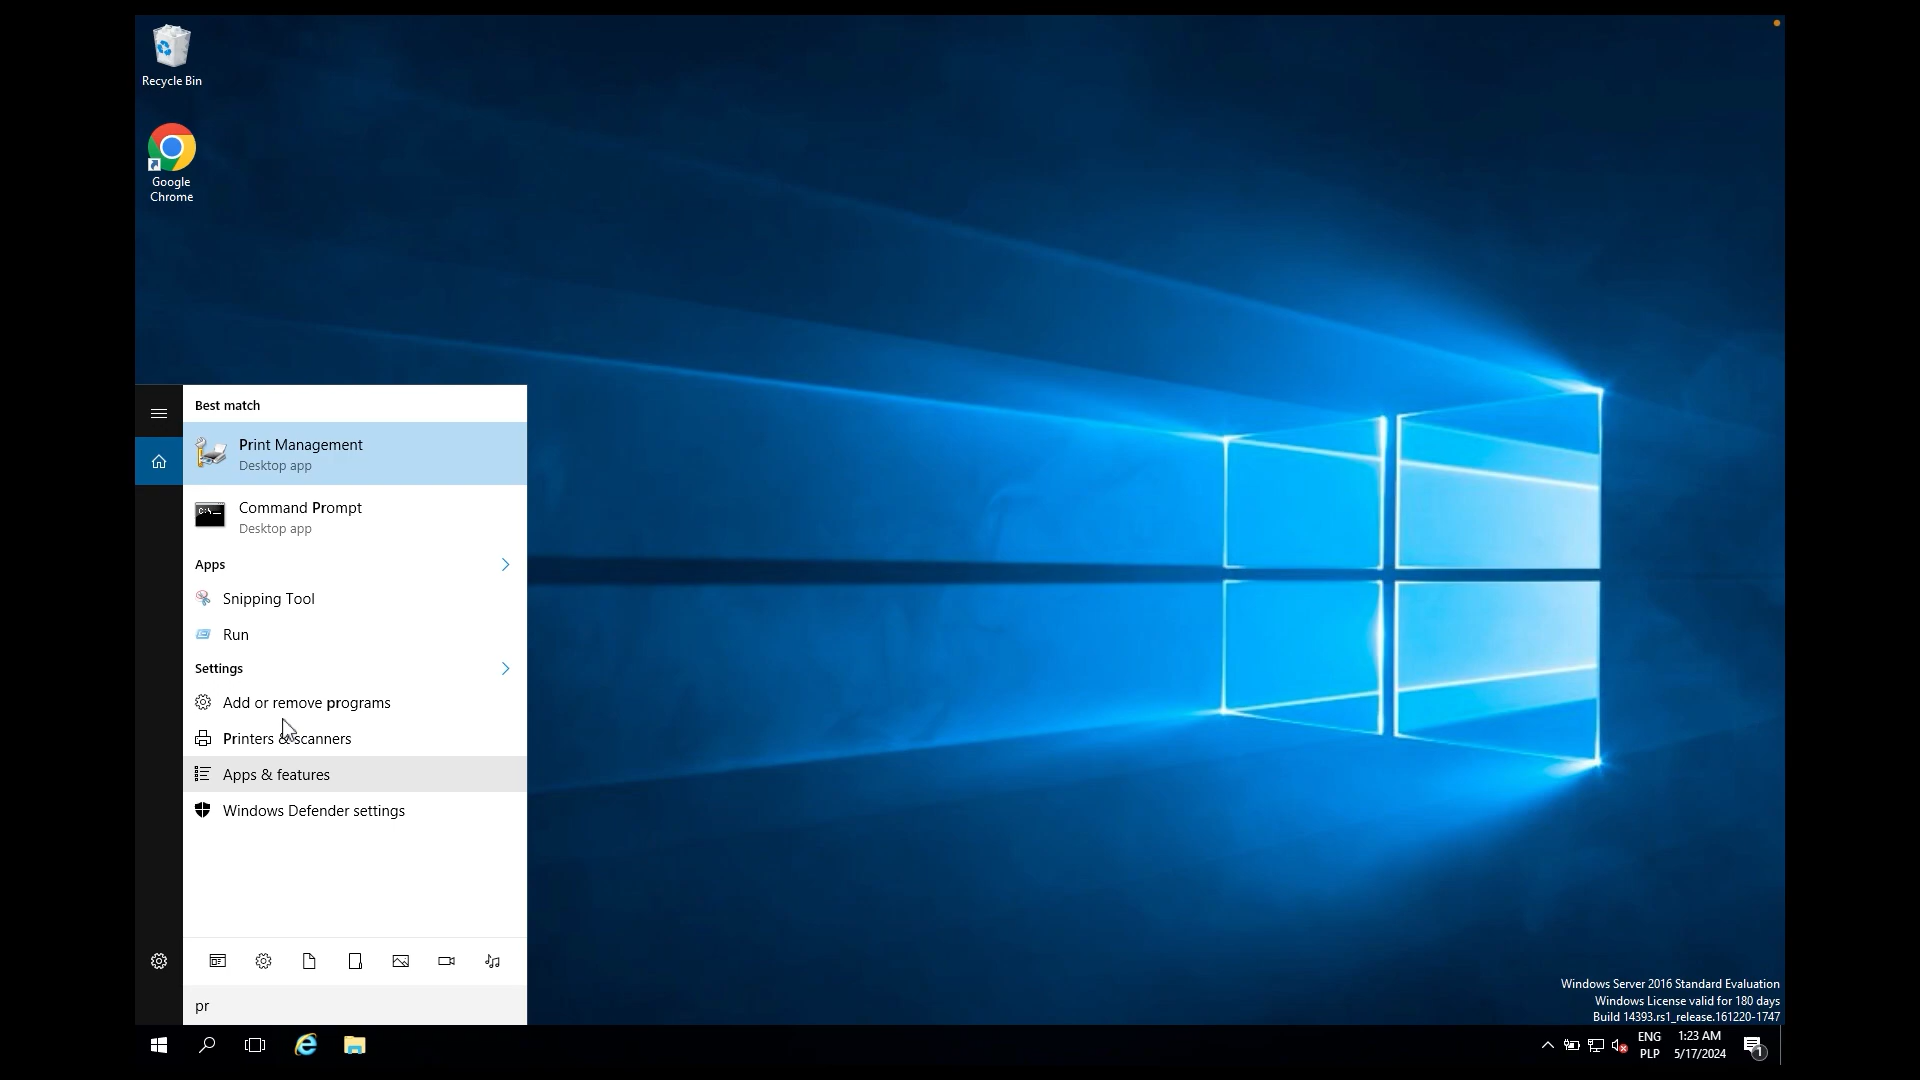 Recycle Bin
Google
Chrome
Best match
Print Management
Desktop app
Command Prompt
Desktop app
Apps
Snipping Tool
Run
Settings
Add or remove programs
Printers & scanners
Apps & features
Windows Defender settings
pr
Windows Server 2016 Standard Evaluation
Windows License valid for 180 days
Build 14393.rs1_release.161220-1747
ENG
PLP
1:23 AM
5/17/2024
1